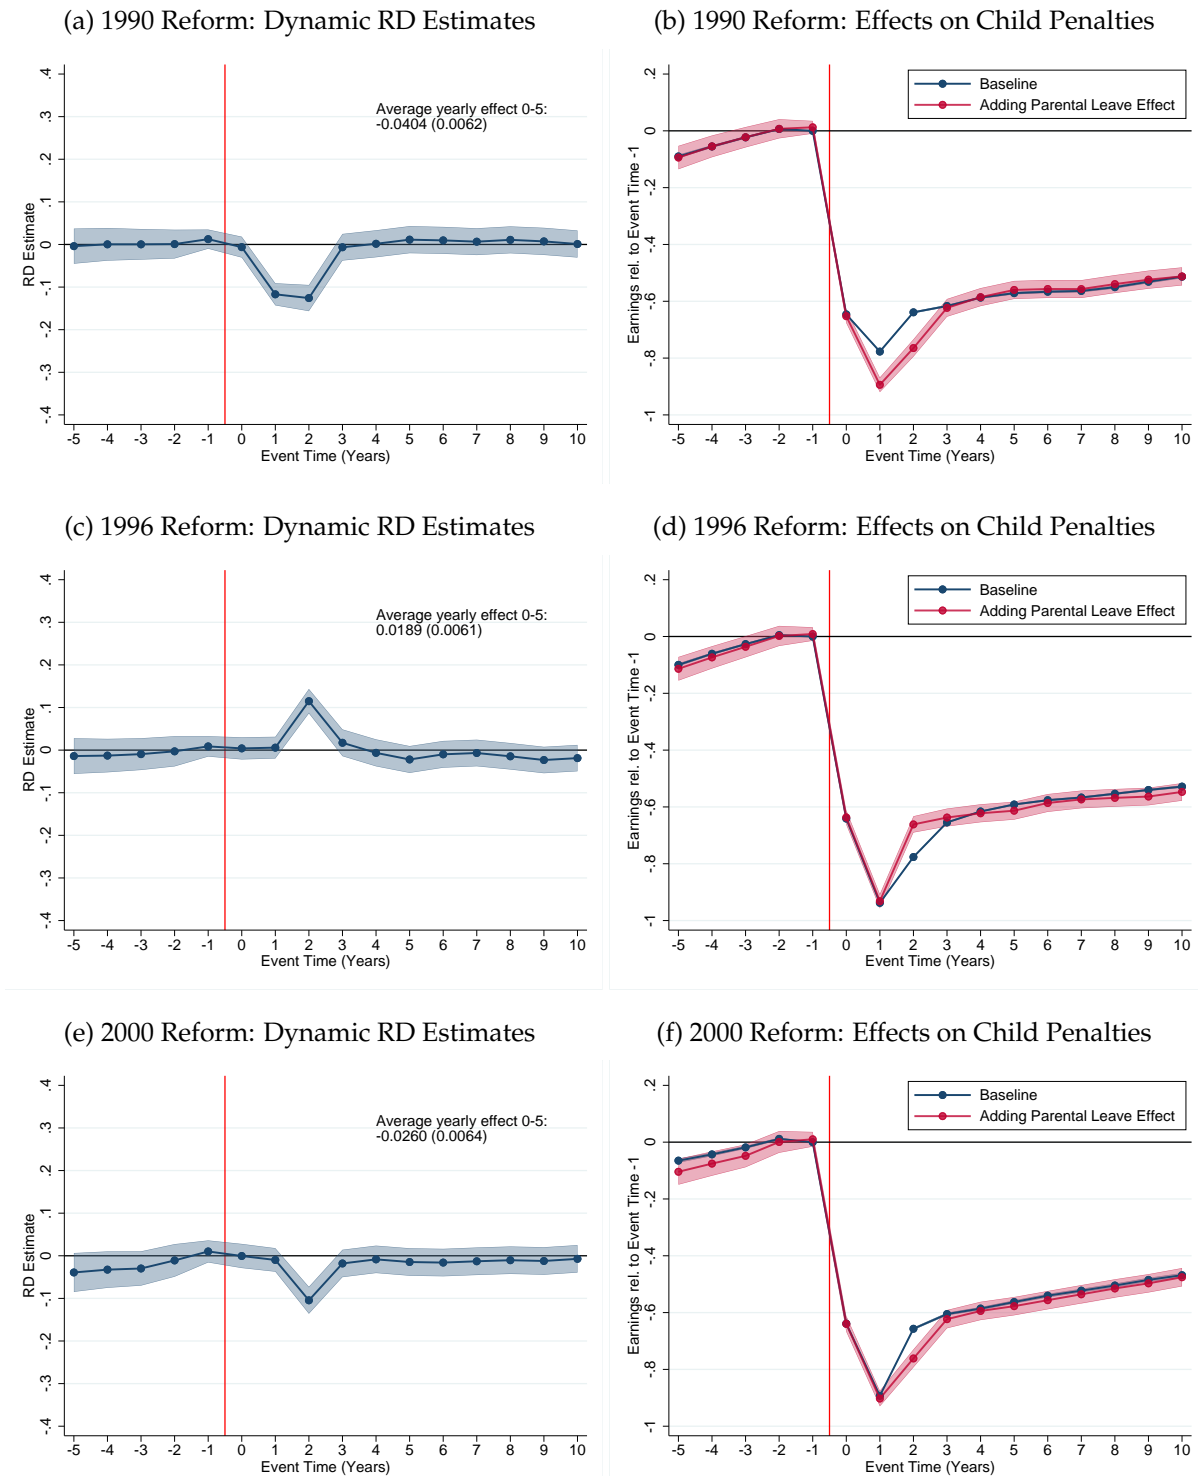 (a) 1990 Reform: Dynamic RD Estimates
.4
.3
.2
.1
0
-.1
-.2
-.3
-.4
RD Estimate
Average yearly effect 0-5:
-0.0404 (0.0062)
-5 -4 -3 -2 -1 0 1 2 3 4 5 6 7 8 9 10
Event Time (Years)
(b) 1990 Reform: Effects on Child Penalties
.2
0
-.2
-.4
-.6
-.8
-1
Earnings rel. to Event Time -1
Baseline
Adding Parental Leave Effect
-5 -4 -3 -2 -1 0 1 2 3 4 5 6 7 8 9 10
Event Time (Years)
(c) 1996 Reform: Dynamic RD Estimates
.4
.3
.2
.1
0
-.1
-.2
-.3
-.4
RD Estimate
Average yearly effect 0-5:
0.0189 (0.0061)
-5 -4 -3 -2 -1 0 1 2 3 4 5 6 7 8 9 10
Event Time (Years)
(d) 1996 Reform: Effects on Child Penalties
.2
0
-.2
-.4
-.6
-.8
-1
Earnings rel. to Event Time -1
Baseline
Adding Parental Leave Effect
-5 -4 -3 -2 -1 0 1 2 3 4 5 6 7 8 9 10
Event Time (Years)
(e) 2000 Reform: Dynamic RD Estimates
.4
.3
.2
.1
0
-.1
-.2
-.3
-.4
RD Estimate
Average yearly effect 0-5:
-0.0260 (0.0064)
-5 -4 -3 -2 -1 0 1 2 3 4 5 6 7 8 9 10
Event Time (Years)
(f) 2000 Reform: Effects on Child Penalties
.2
0
-.2
-.4
-.6
-.8
-1
Earnings rel. to Event Time -1
Baseline
Adding Parental Leave Effect
-5 -4 -3 -2 -1 0 1 2 3 4 5 6 7 8 9 10
Event Time (Years)